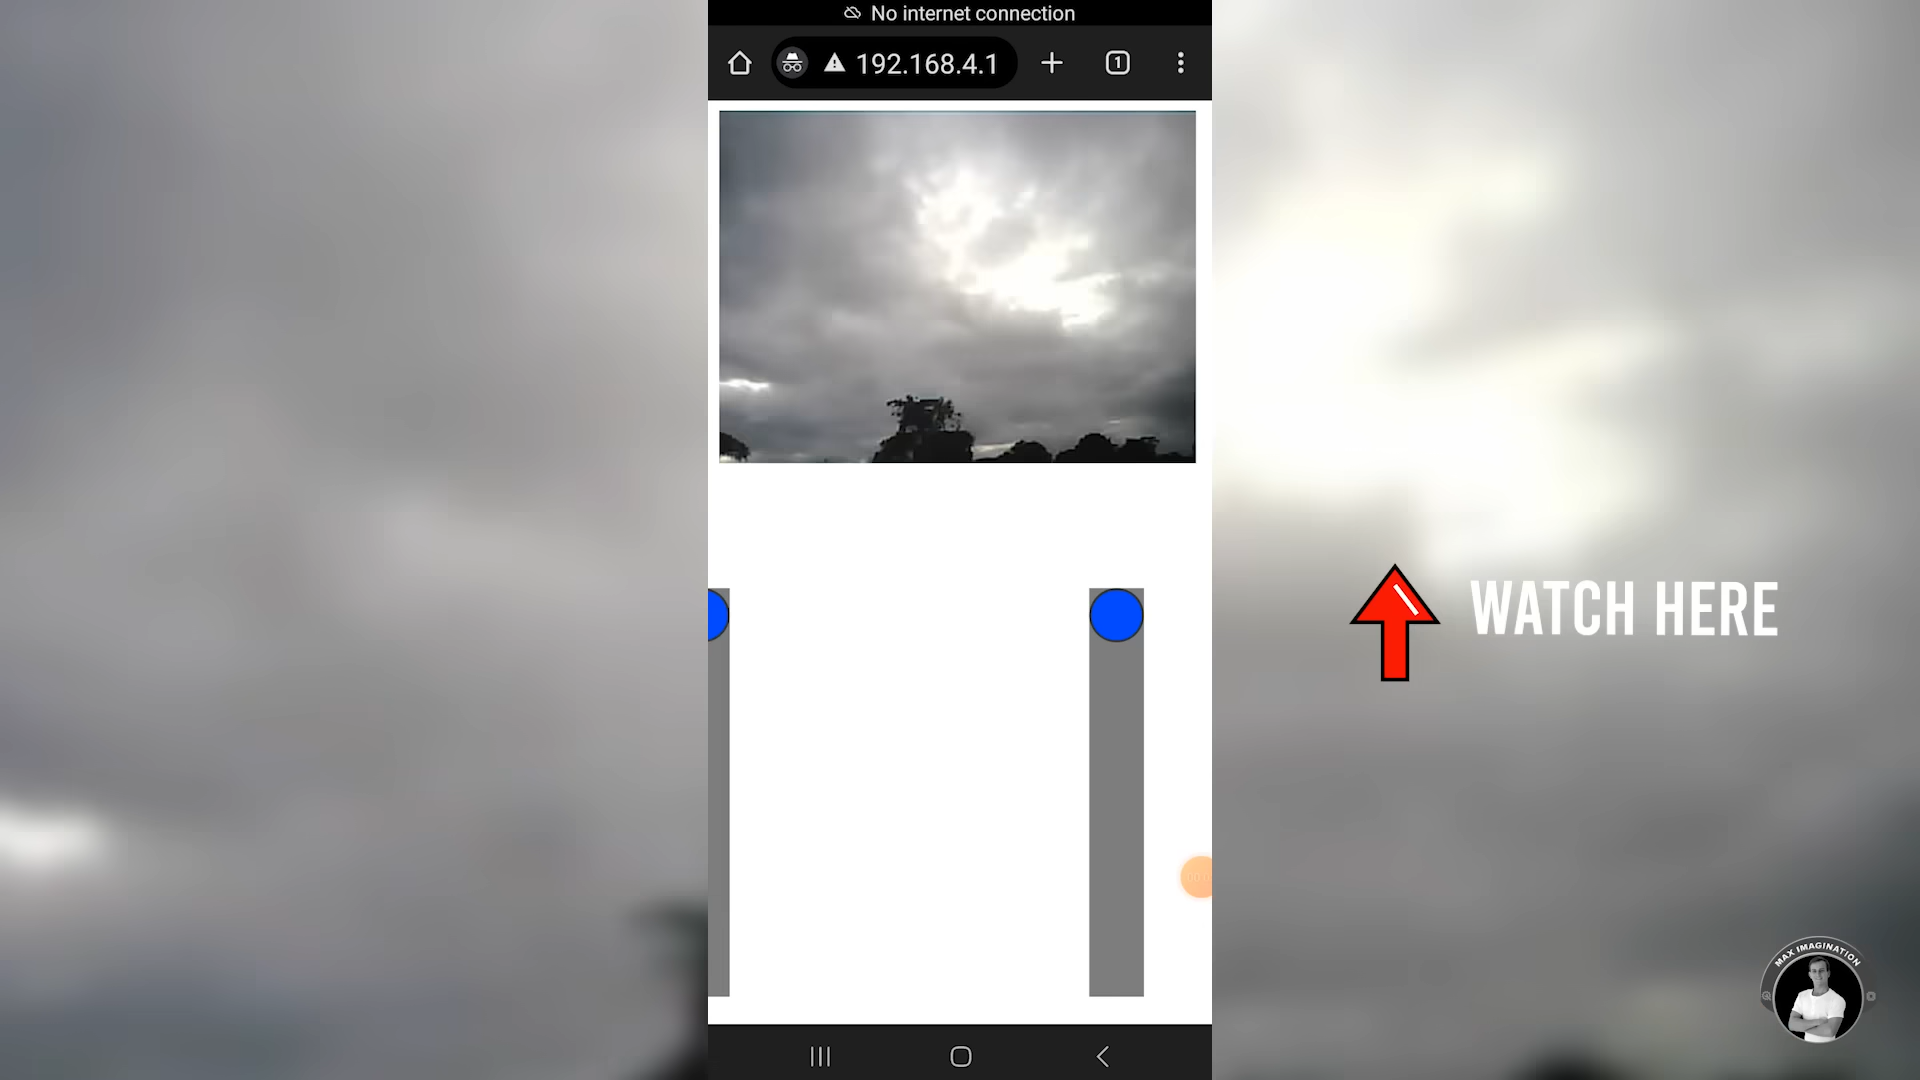 No internet connection
192.168.4.1
1
WATCH HERE
MAX IMAGINATION